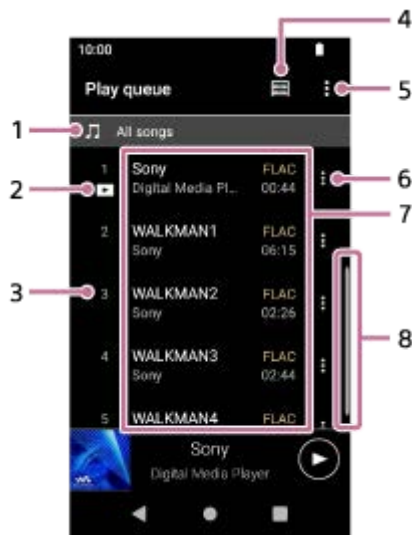 4
10:00
Play queue
5
1
All songs
1 Sony FLAC
6
2
Digital Media Pl... 00:44
7
2 WALKMAN1 FLAC
Sony 06:15
3
3 WALKMAN2 FLAC
Sony 02:26
8
4 WALKMAN3 FLAC
Sony 02:44
5 WALKMAN4 FLAC
Sony
Digital Media Player